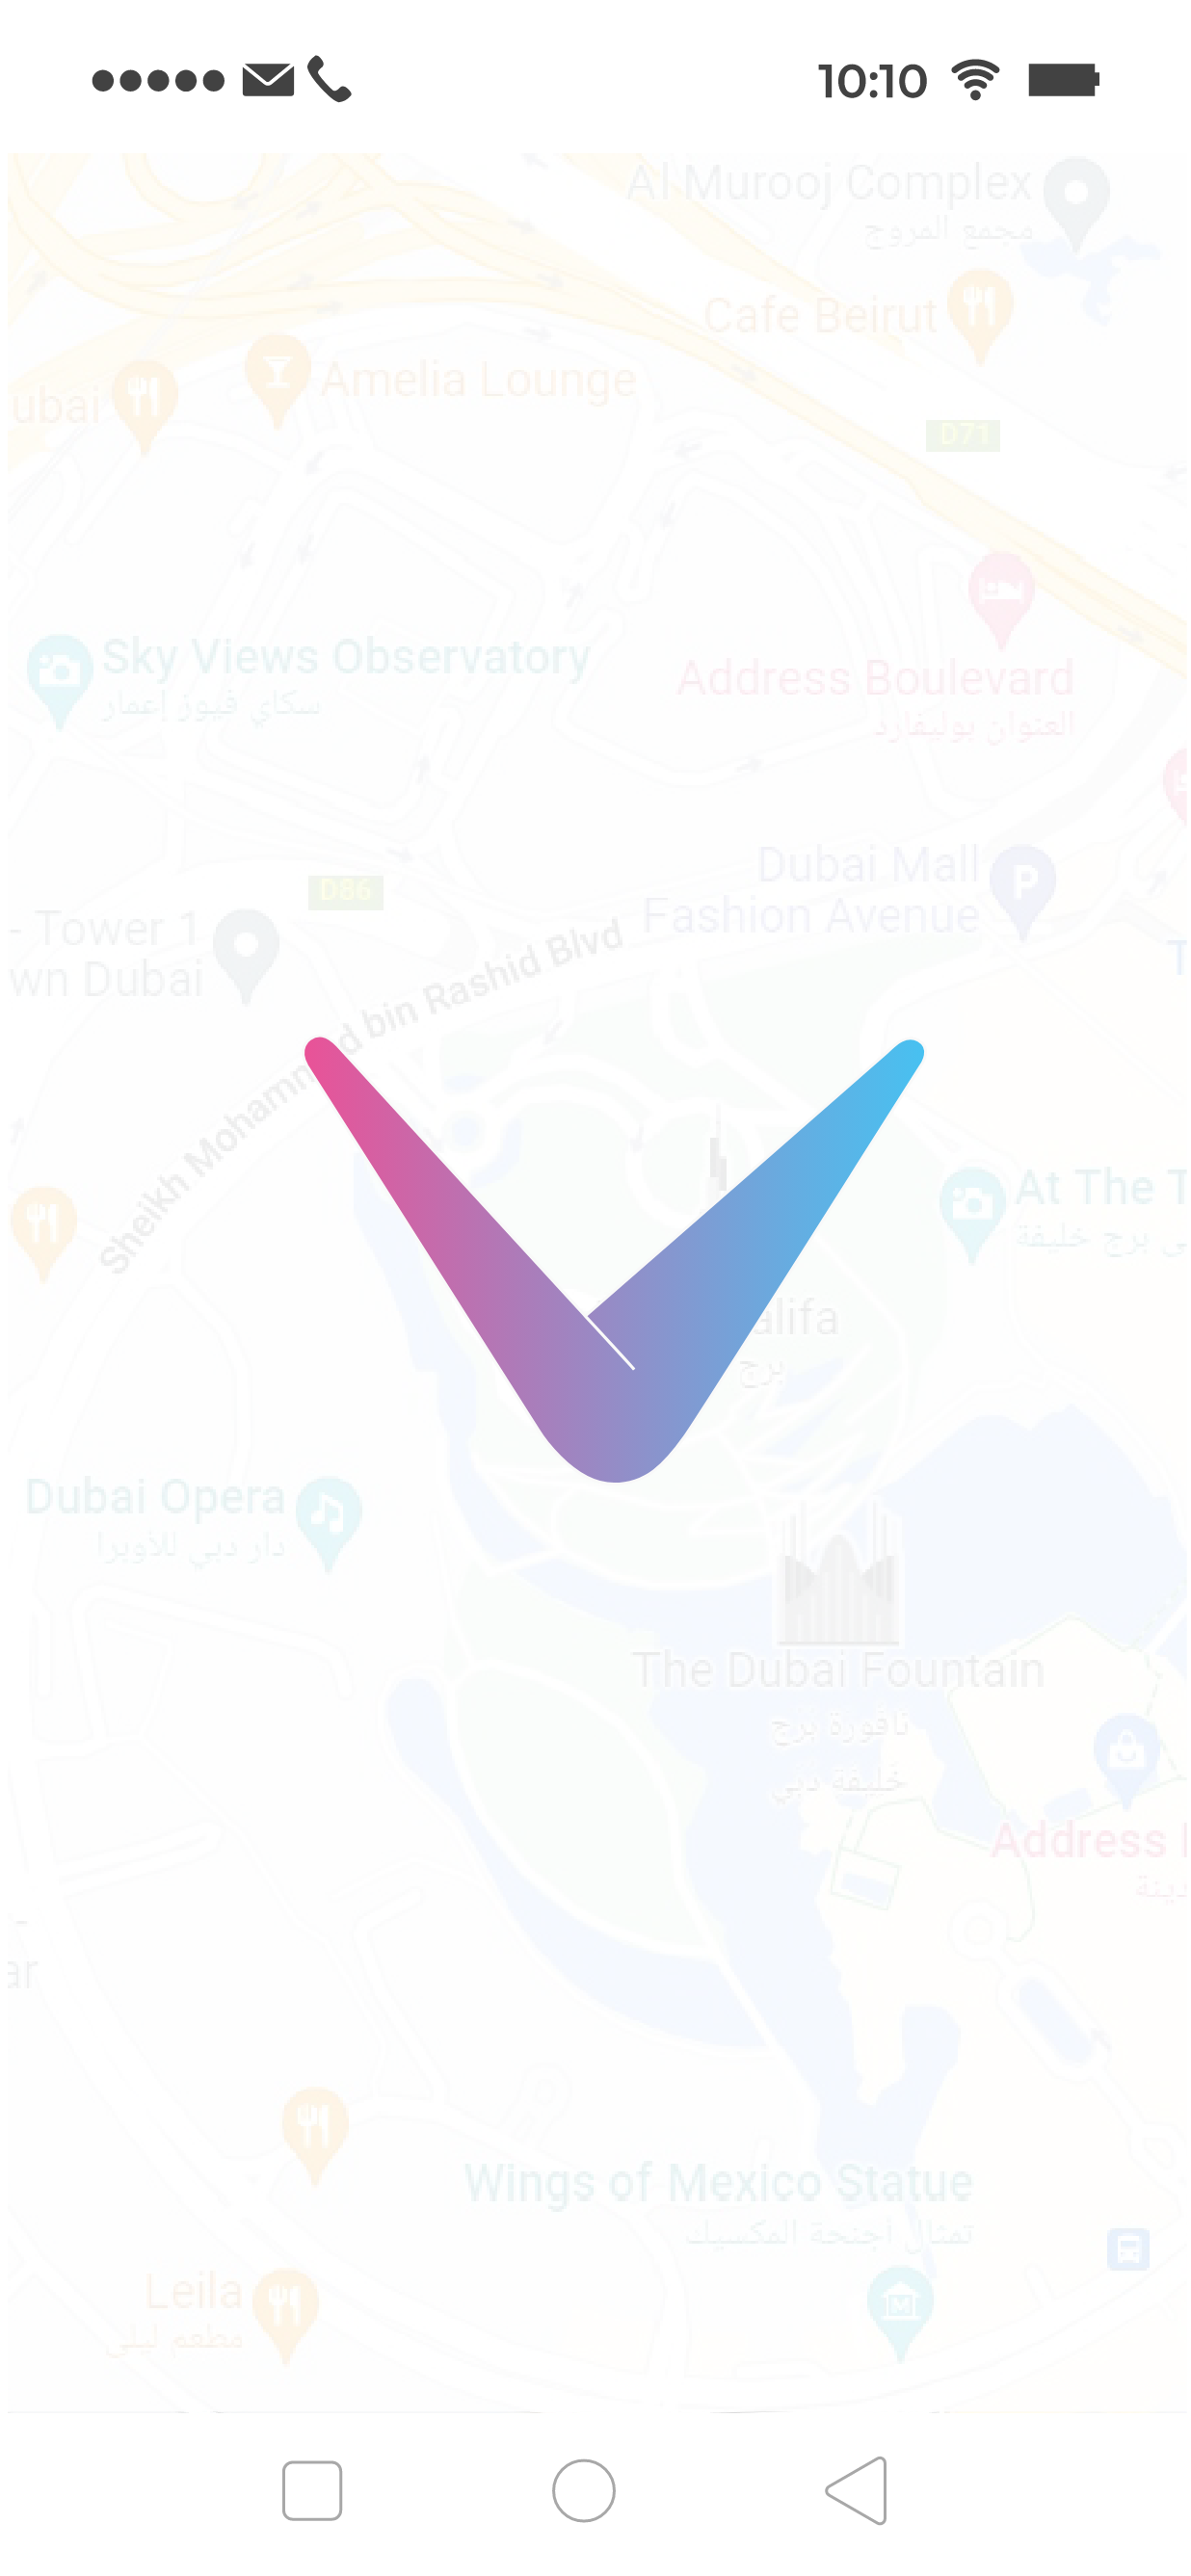 10:10
Al Murooj Complex
مجمع المروج
Cafe Beirut
Amelia Lounge
ubai
D71
Sky Views Observatory
سكاي فيوز إعمار
Address Boulevard
العنوان بوليفارد
Dubai Mall
Fashion Avenue
D86
- Tower 1
wn Dubai
T
Sheikh Mohamm d bin Rashid Blvd
At The T
ى برج خليفة
alifa
برج
Dubai Opera
دار دبي للأوبرا
The Dubai Fountain
نافورة برج
خليفة دبي
P
Address
دينة
ar
Wings of Mexico Statue
تمثال أجنحة المكسيك
M
Leila
مطعم ليلى